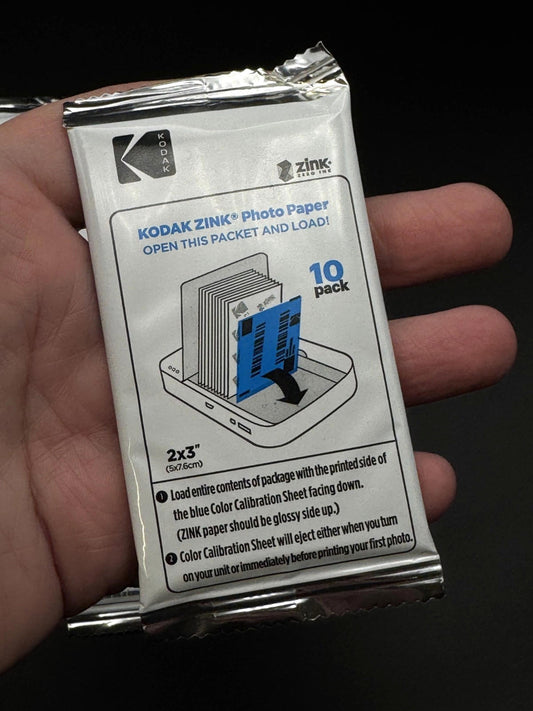 KODAK
zink®
ZERO INK
KODAK ZINK® Photo Paper
OPEN THIS PACKET AND LOAD!
10
pack
2x3"
(5x7.6cm)
1 Load entire contents of package with the printed side of
the blue Color Calibration Sheet facing down.
(ZINK paper should be glossy side up.)
2 Color Calibration Sheet will eject either when you turn
on your unit or immediately before printing your first photo.